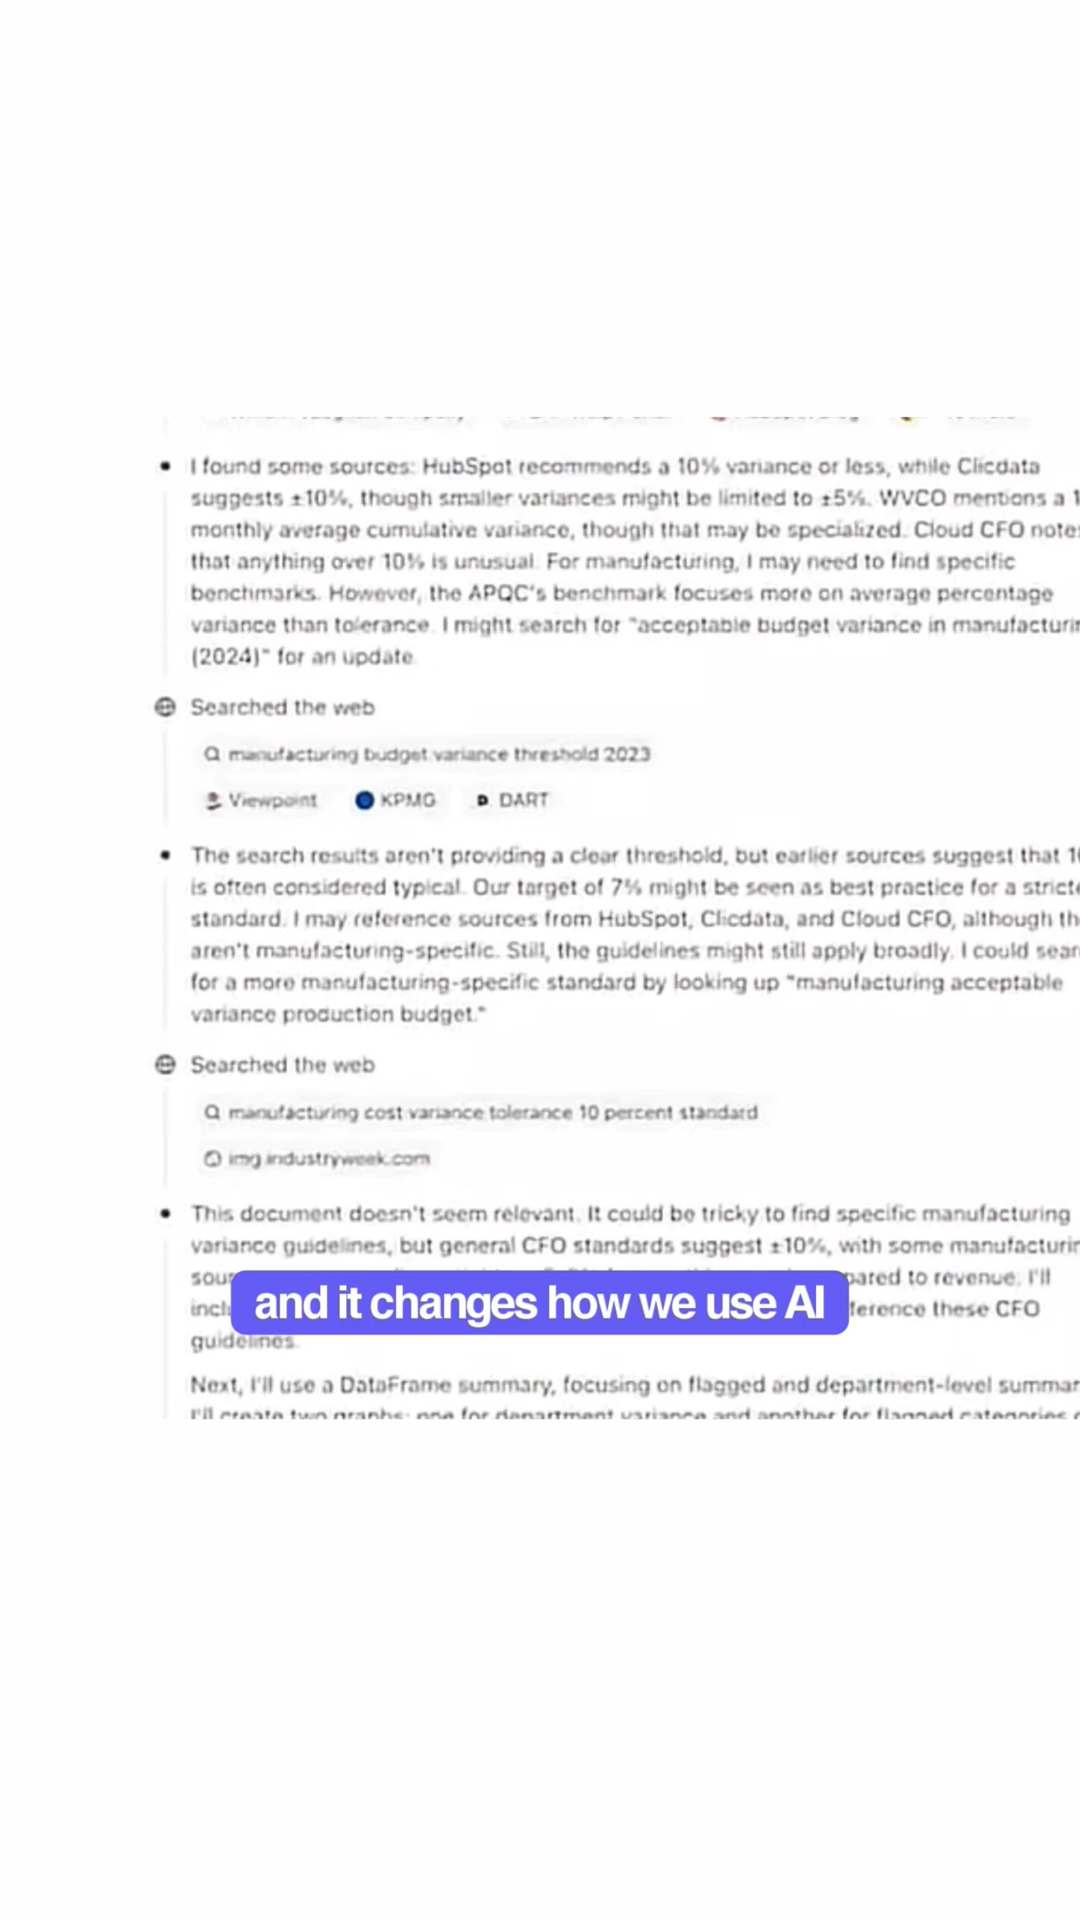 I found some sources: HubSpot recommends a 10% variance or less, while Clicdata
suggests ±10%, though smaller variances might be limited to ±5%. WVCO mentions a 1
monthly average cumulative variance, though that may be specialized. Cloud CFO note
that anything over 10% is unusual. For manufacturing, I may need to find specific
benchmarks. However, the APQC's benchmark focuses more on average percentage
variance than tolerance. I might search for "acceptable budget variance in manufacturin
(2024)" for an update.
Searched the web
manufacturing budget variance threshold 2023
Viewpoint KPMG DART
The search results aren't providing a clear threshold, but earlier sources suggest that 1
is often considered typical. Our target of 7% might be seen as best practice for a stricte
standard. I may reference sources from HubSpot, Clicdata, and Cloud CFO, although th
aren't manufacturing-specific. Still, the guidelines might still apply broadly. I could sear
for a more manufacturing-specific standard by looking up "manufacturing acceptable
variance production budget."
Searched the web
manufacturing cost variance tolerance 10 percent standard
img.industryweek.com
This document doesn't seem relevant. It could be tricky to find specific manufacturing
variance guidelines, but general CFO standards suggest ±10%, with some manufacturin
sou pared to revenue. I'll
and it changes how we use AI
incl ference these CFO
guidelines.
Next, I'll use a DataFrame summary, focusing on flagged and department-level summar
I'll create two graphs: one for department variance and another for flagged categories